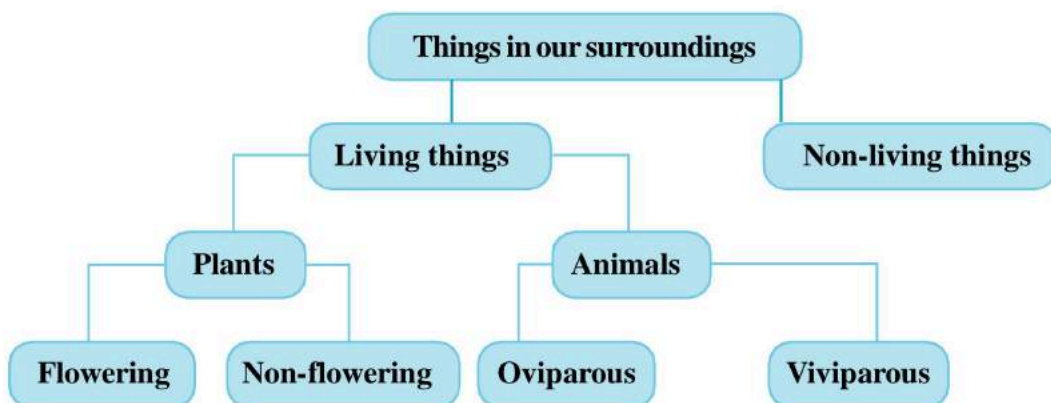 Things in our surroundings
Living things
Non-living things
Plants
Animals
Flowering
Non-flowering
Oviparous
Viviparous